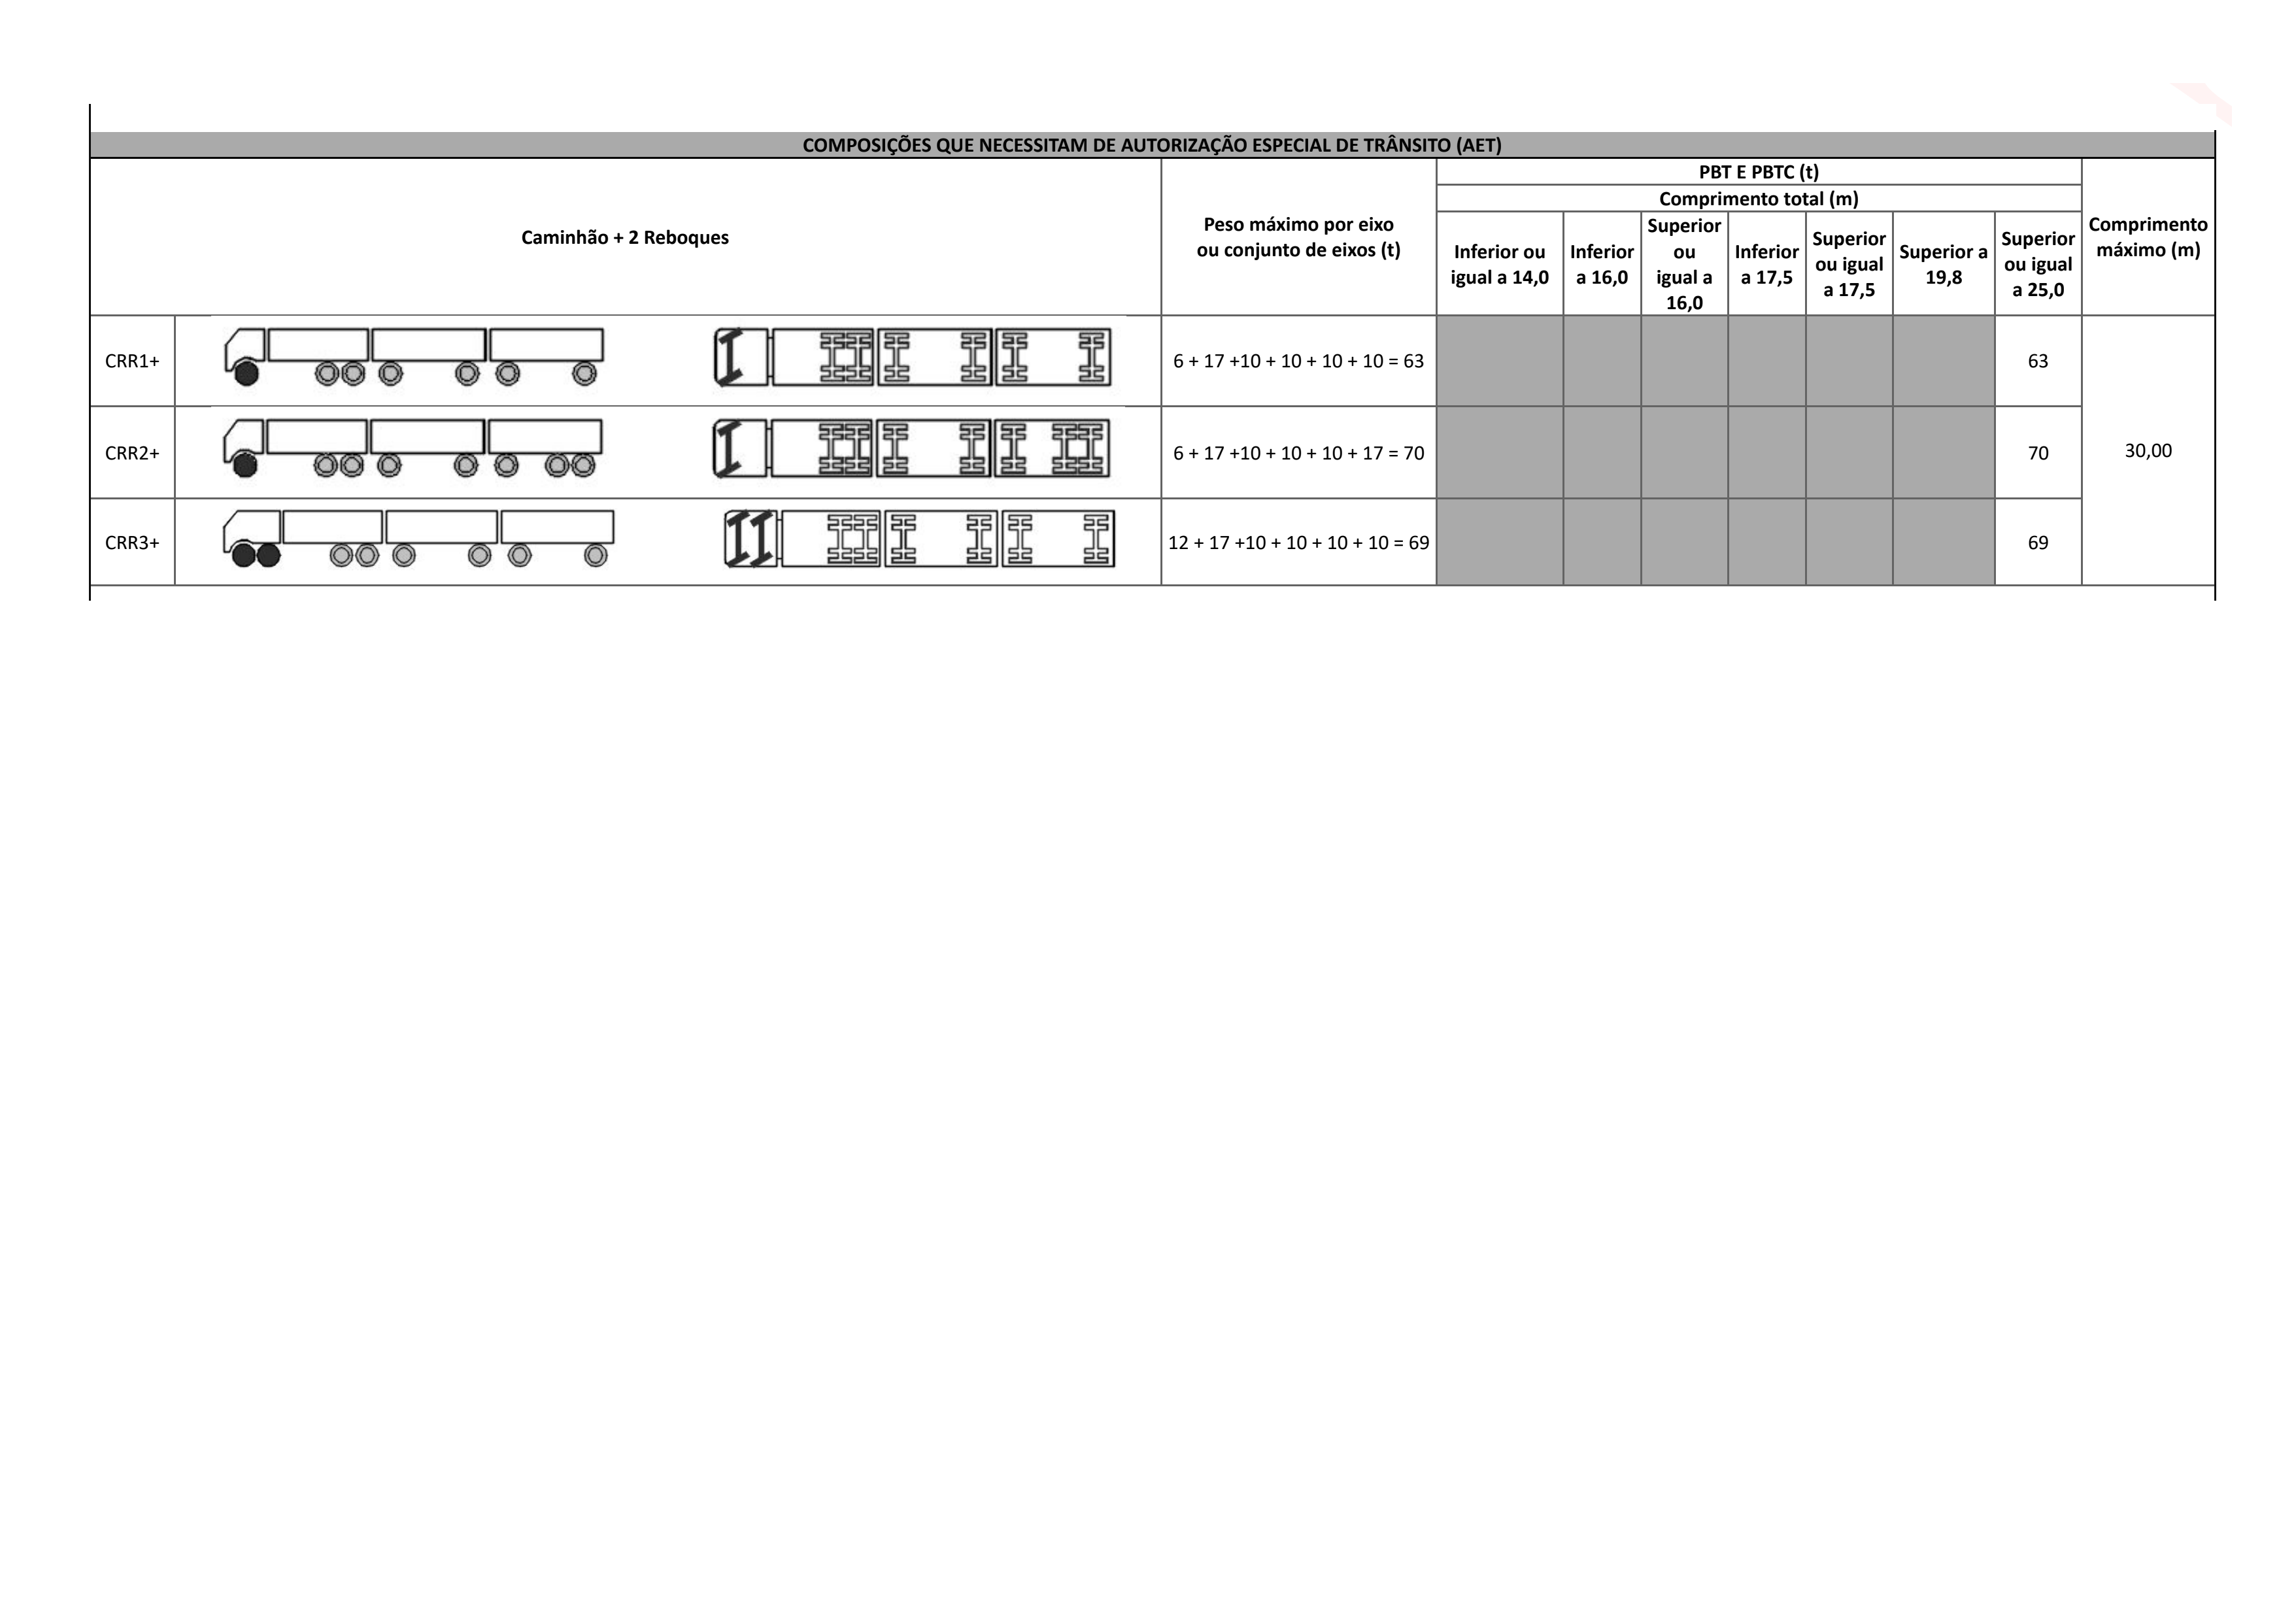 COMPOSIÇÕES QUE NECESSITAM DE AUTORIZAÇÃO ESPECIAL DE TRÂNSITO (AET)
Caminhão + 2 Reboques
Peso máximo por eixo
ou conjunto de eixos (t)
PBT E PBTC (t)
Comprimento total (m)
Inferior ou
igual a 14,0
Inferior
a 16,0
Superior
ou
igual a
16,0
Inferior
a 17,5
Superior
ou igual
a 17,5
Superior a
19,8
Superior
ou igual
a 25,0
Comprimento
máximo (m)
CRR1+
6 + 17 +10 + 10 + 10 + 10 = 63
63
CRR2+
6 + 17 +10 + 10 + 10 + 17 = 70
70
30,00
CRR3+
12 + 17 +10 + 10 + 10 + 10 = 69
69